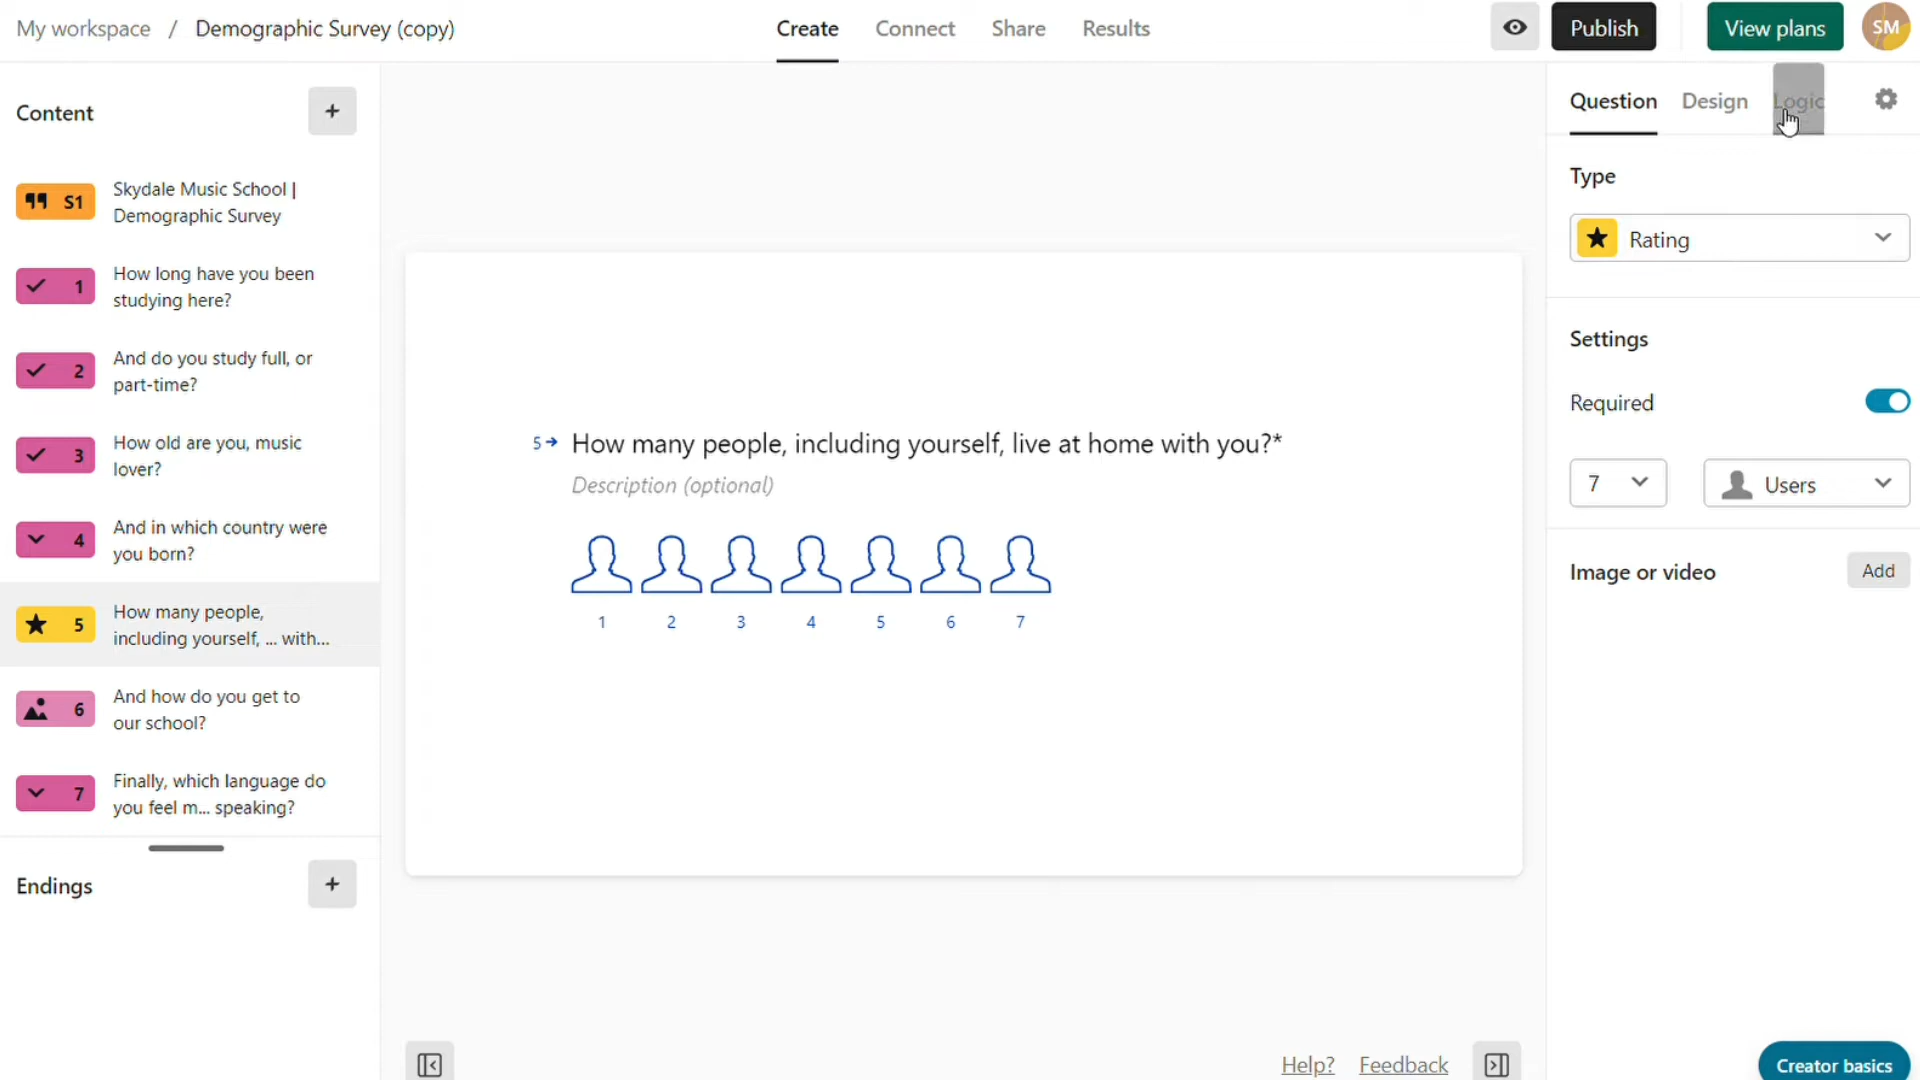 My workspace / Demographic Survey (copy)
Create
Connect
Share
Results
Publish
View plans
SM
Content
+
S1
Skydale Music School |
Demographic Survey
1
How long have you been
studying here?
2
And do you study full, or
part-time?
3
How old are you, music
lover?
4
And in which country were
you born?
5
How many people,
including yourself, ... with...
6
And how do you get to
our school?
7
Finally, which language do
you feel m... speaking?
Endings
+
5 → How many people, including yourself, live at home with you?*
Description (optional)
1 2 3 4 5 6 7
Help?
Feedback
Question
Design
Logic
Type
Rating
Settings
Required
7
Users
Image or video
Add
Creator basics